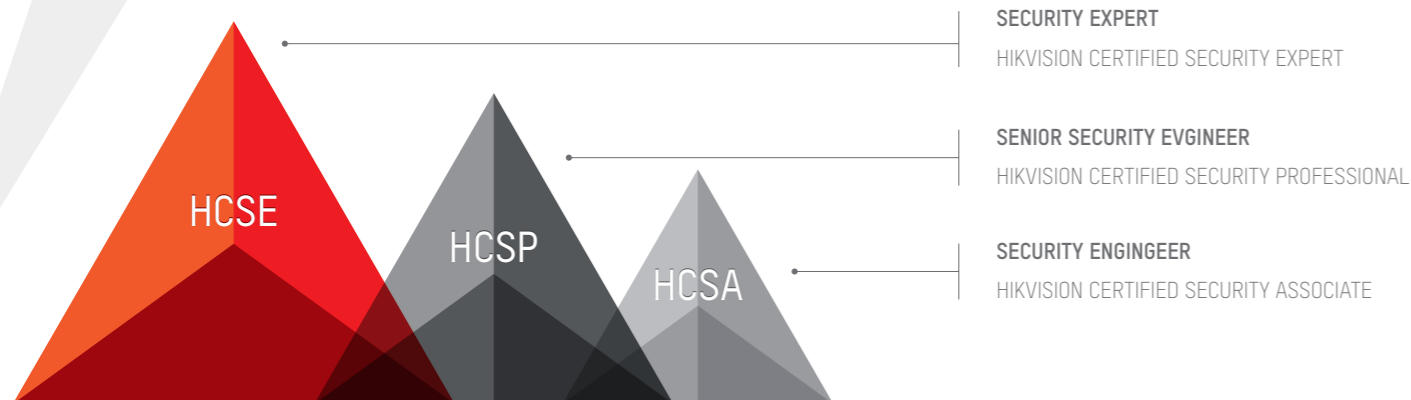 SECURITY EXPERT
HIKVISION CERTIFIED SECURITY EXPERT
HCSE
SENIOR SECURITY EVGINEER
HIKVISION CERTIFIED SECURITY PROFESSIONAL
HCSP
SECURITY ENGINGEER
HIKVISION CERTIFIED SECURITY ASSOCIATE
HCSA